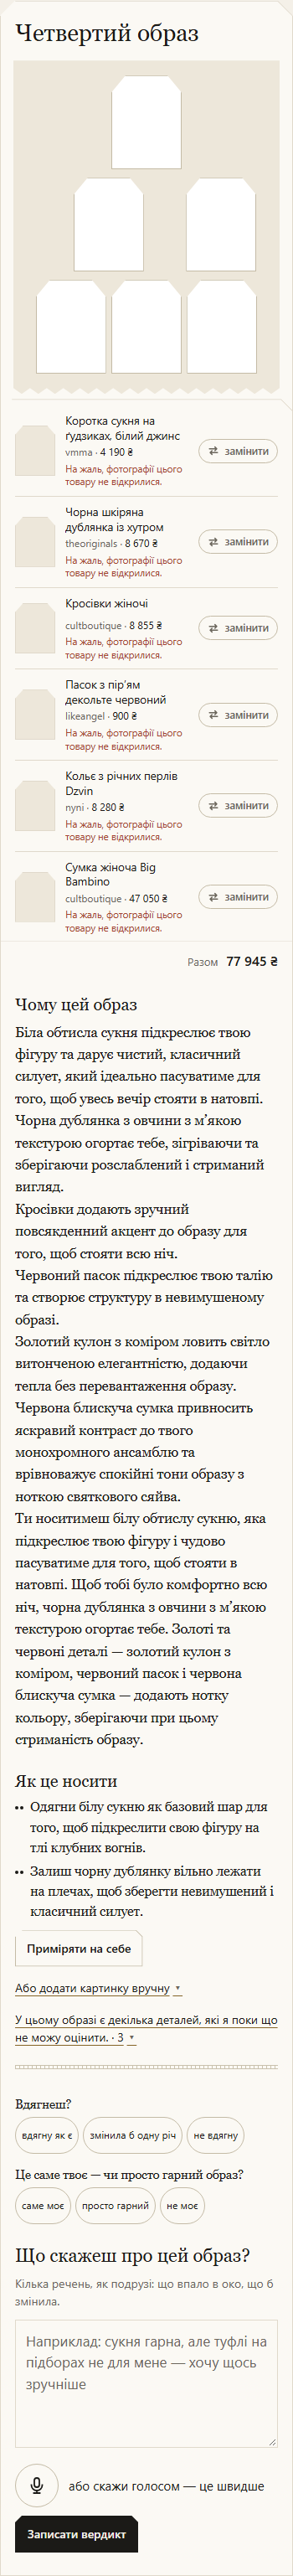 Четвертий образ
Коротка сукня на
ґудзиках, білий джинс
vmma · 4 190 ₴
На жаль, фотографії цього
товару не відкрилися.
замінити
Чорна шкіряна
дублянка із хутром
theoriginals · 8 670 ₴
На жаль, фотографії цього
товару не відкрилися.
замінити
Кросівки жіночі
cultboutique · 8 855 ₴
На жаль, фотографії цього
товару не відкрилися.
замінити
Пасок з пір’ям
декольте червоний
likeangel · 900 ₴
На жаль, фотографії цього
товару не відкрилися.
замінити
Кольє з річних перлів
Dzvin
nyni · 8 280 ₴
На жаль, фотографії цього
товару не відкрилися.
замінити
Сумка жіноча Big
Bambino
cultboutique · 47 050 ₴
На жаль, фотографії цього
товару не відкрилися.
замінити
Разом 77 945 ₴
Чому цей образ
Біла обтисла сукня підкреслює твою
фігуру та дарує чистий, класичний
силует, який ідеально пасуватиме для
того, щоб увесь вечір стояти в натовпі.
Чорна дублянка з овчини з м’якою
текстурою огортає тебе, зігріваючи та
зберігаючи розслаблений і стриманий
вигляд.
Кросівки додають зручний
повсякденний акцент до образу для
того, щоб стояти всю ніч.
Червоний пасок підкреслює твою талію
та створює структуру в невимушеному
образі.
Золотий кулон з коміром ловить світло
витонченою елегантністю, додаючи
тепла без перевантаження образу.
Червона блискуча сумка привносить
яскравий контраст до твого
монохромного ансамблю та
врівноважує спокійні тони образу з
ноткою святкового сяйва.
Ти носитимеш білу обтислу сукню, яка
підкреслює твою фігуру і чудово
пасуватиме для того, щоб стояти в
натовпі. Щоб тобі було комфортно всю
ніч, чорна дублянка з овчини з м’якою
текстурою огортає тебе. Золоті та
червоні деталі — золотий кулон з
коміром, червоний пасок і червона
блискуча сумка — додають нотку
кольору, зберігаючи при цьому
стриманість образу.
Як це носити
•• Одягни білу сукню як базовий шар для
того, щоб підкреслити свою фігуру на
тлі клубних вогнів.
•• Залиш чорну дублянку вільно лежати
на плечах, щоб зберегти невимушений і
класичний силует.
Приміряти на себе
Або додати картинку вручну ▾
У цьому образі є декілька деталей, які я поки що
не можу оцінити. · 3 ▾
Вдягнеш?
вдягну як є
змінила б одну річ
не вдягну
Це саме твоє — чи просто гарний образ?
саме моє
просто гарний
не моє
Що скажеш про цей образ?
Кілька речень, як подрузі: що впало в око, що б
змінила.
Наприклад: сукня гарна, але туфлі на
підборах не для мене — хочу щось
зручніше
або скажи голосом — це швидше
Записати вердикт